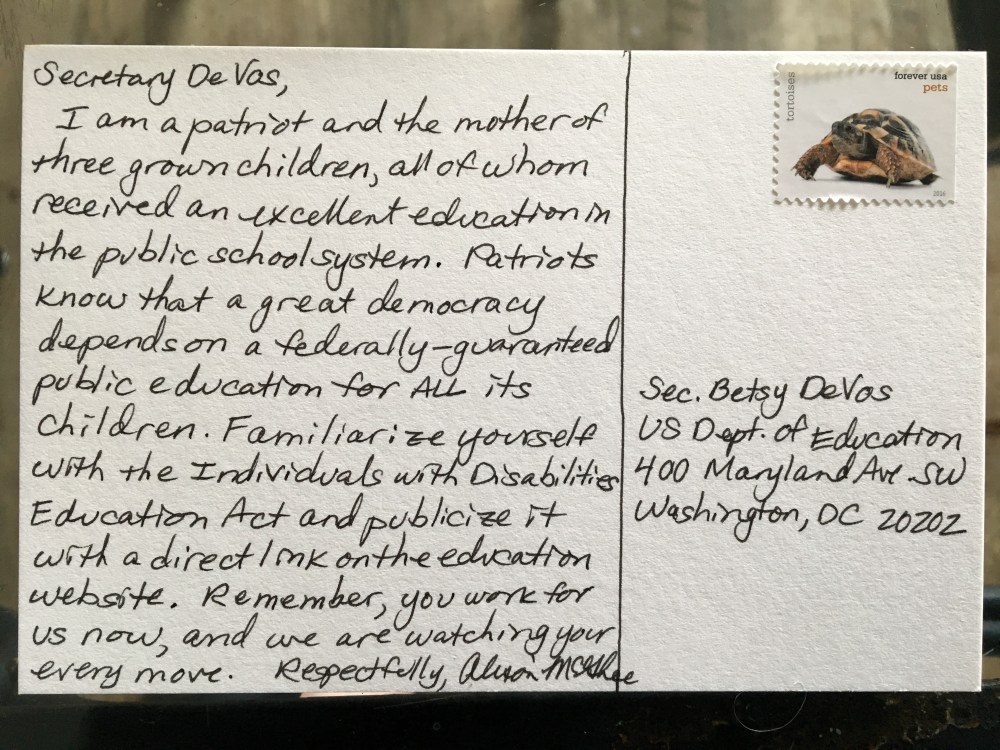 Secretary DeVos,
I am a patriot and the mother of
three grown children, all of whom
received an excellent education in
the public school system. Patriots
know that a great democracy
depends on a federally-guaranteed
public education for ALL its
children. Familiarize yourself
with the Individuals with Disabilities
Education Act and publicize it
with a direct link on the education
website. Remember, you work for
us now, and we are watching your
every move. Respectfully, Alison McGhee
tortoises
forever usa
pets
2016
Sec. Betsy DeVos
US Dept. of Education
400 Maryland Ave SW
Washington, DC 20202